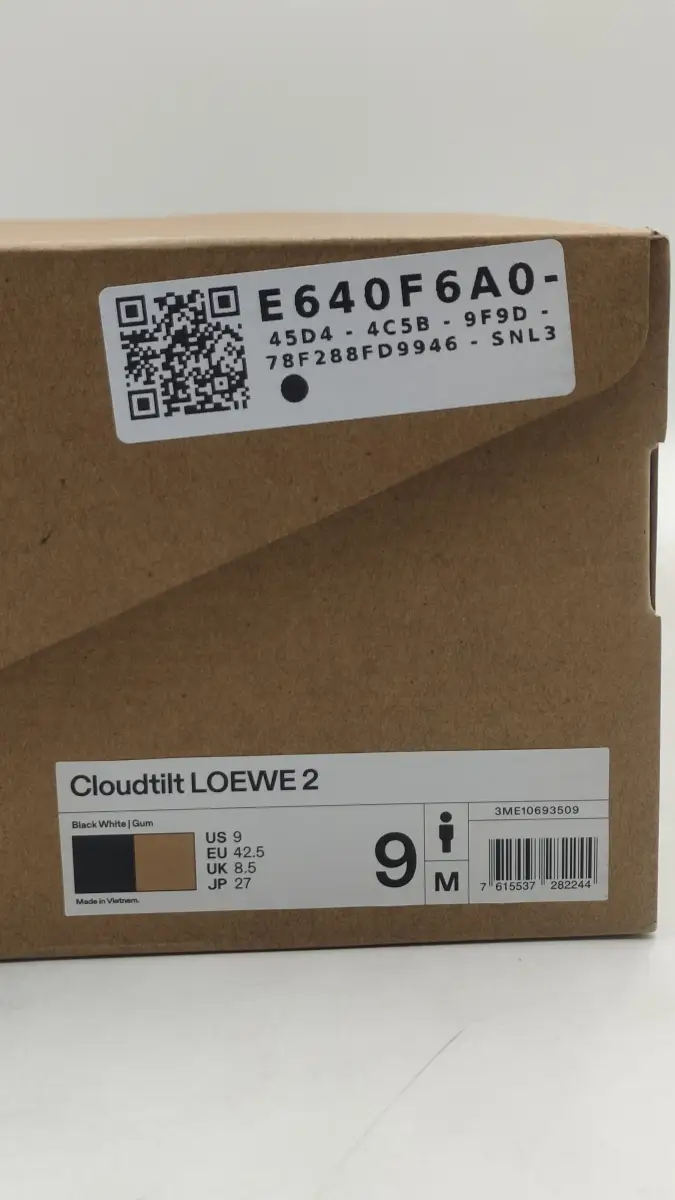 E640F6A0-
45D4 - 4C5B - 9F9D -
78F288FD9946 - SNL3
Cloudtilt LOEWE 2
Black White | Gum
US 9
EU 42.5
UK 8.5
JP 27
Made in Vietnam.
9
M
3ME10693509
7 615537 282244